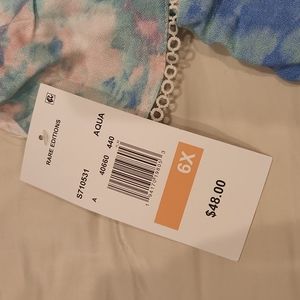 RARE EDITIONS
AQUA
S710531
40660 440
A
6X
$48.00